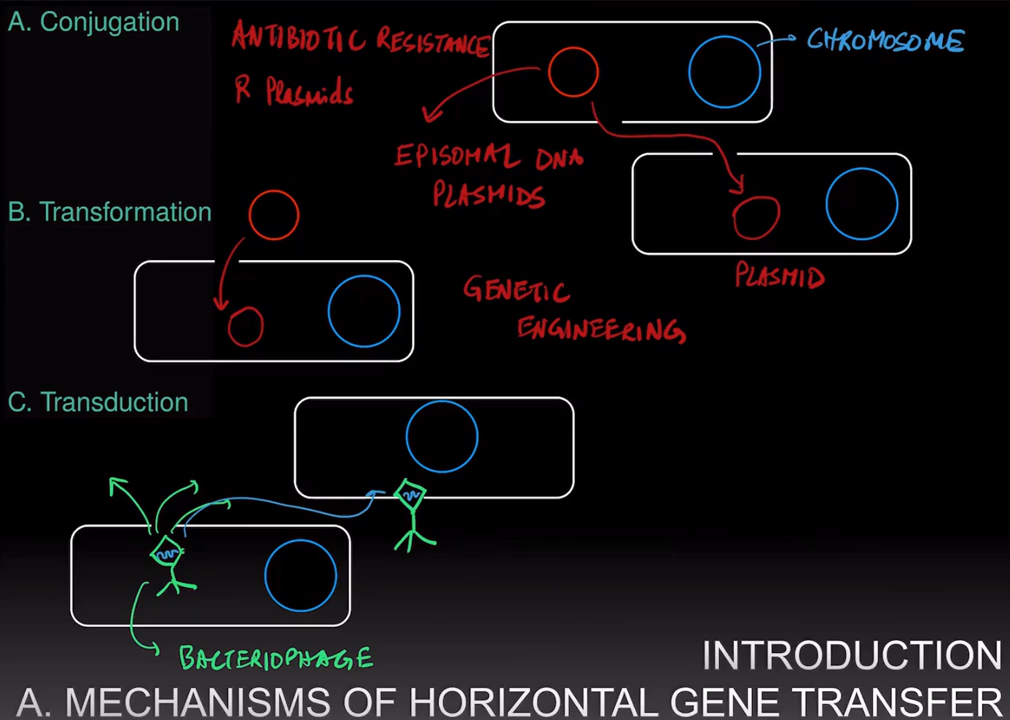 A. Conjugation
ANTIBIOTIC RESISTANCE
R Plasmids
CHROMOSOME
EPISOMAL DNA
PLASMIDS
PLASMID
B. Transformation
GENETIC
ENGINEERING
C. Transduction
BACTERIOPHAGE
INTRODUCTION
A. MECHANISMS OF HORIZONTAL GENE TRANSFER